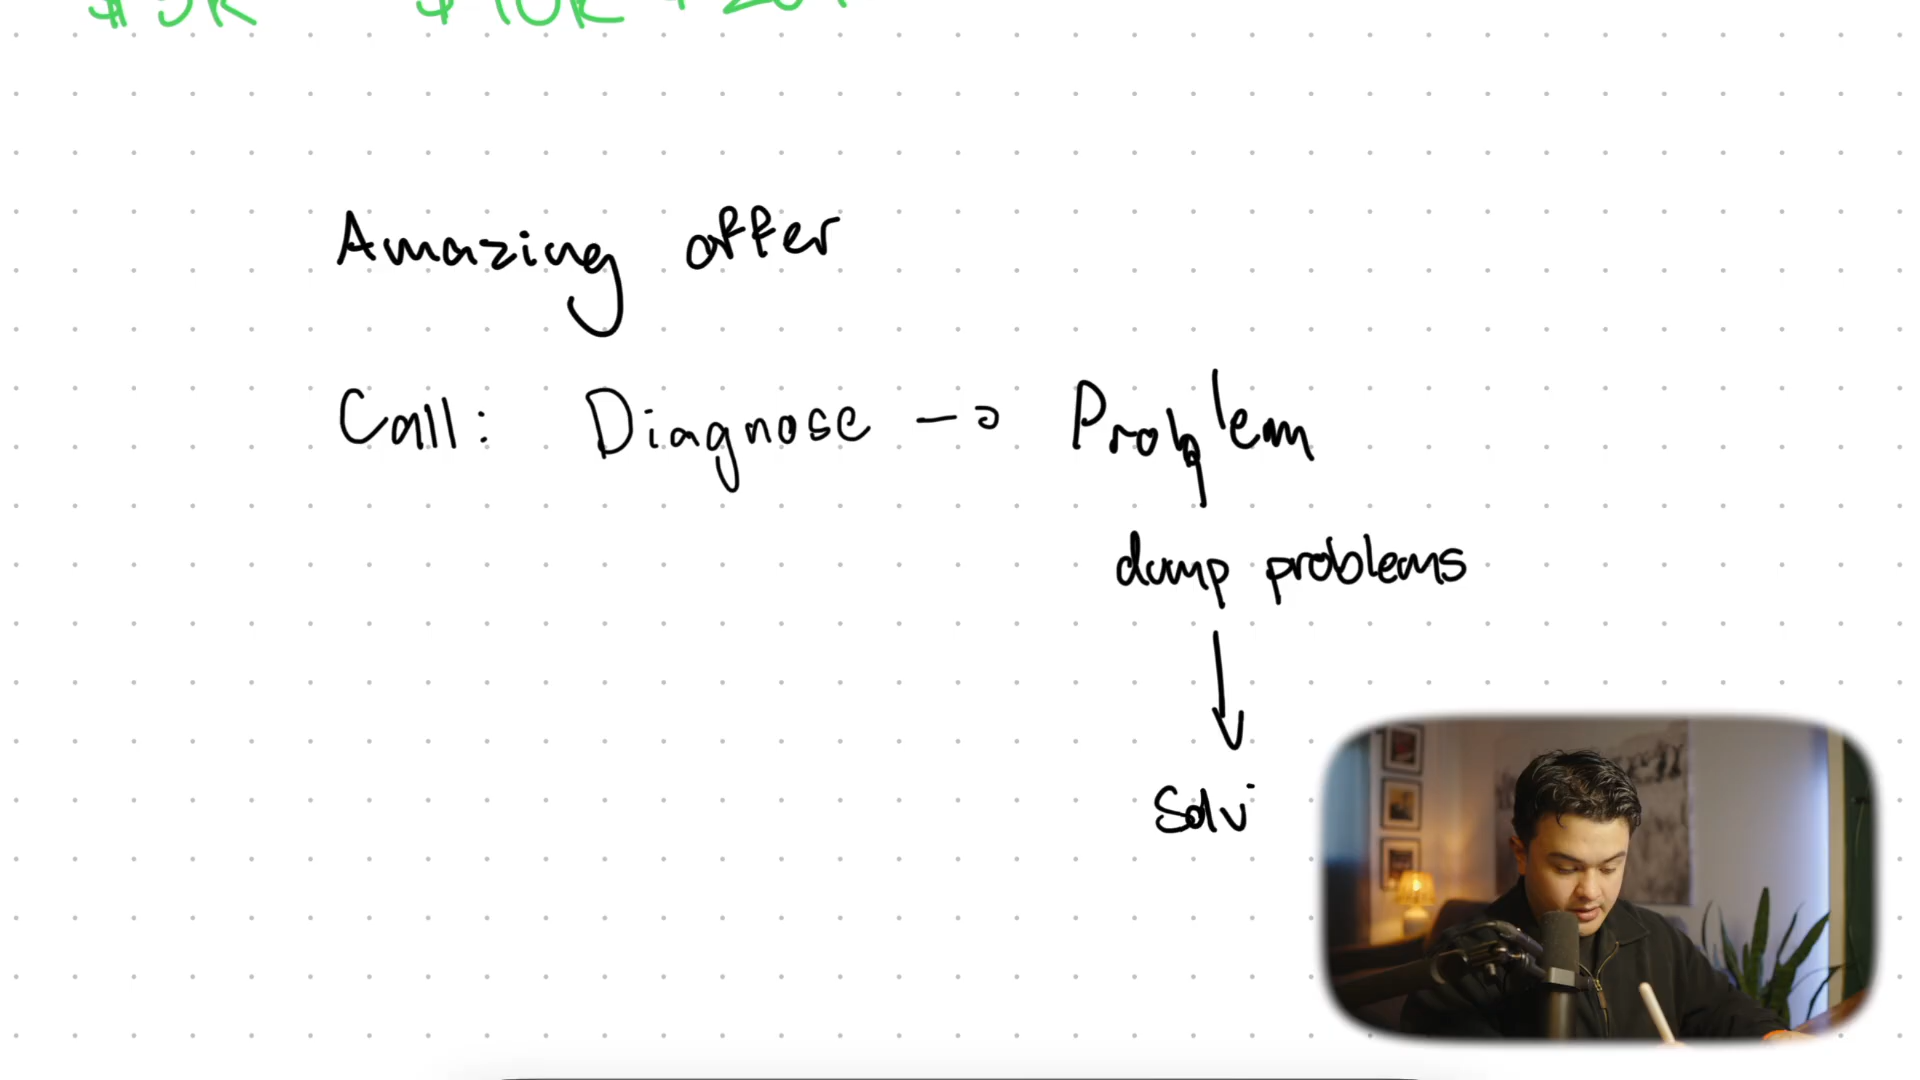 Amazing offer
Call: Diagnose → Problem
dump problems
Solvi